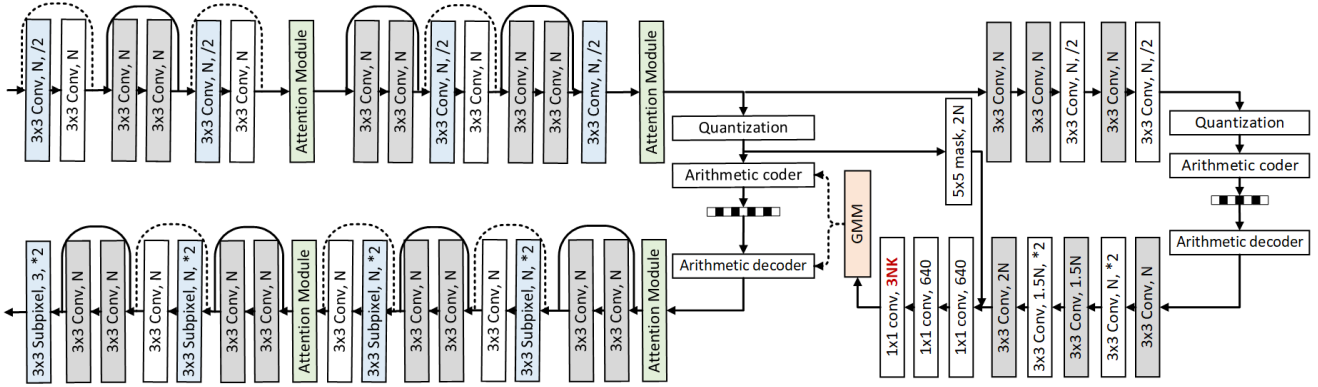 3x3 Conv, N, /2
3x3 Conv, N
3x3 Conv, N
3x3 Conv, N
3x3 Conv, N, /2
3x3 Conv, N
Attention Module
3x3 Conv, N
3x3 Conv, N
3x3 Conv, N, /2
3x3 Conv, N
3x3 Conv, N
3x3 Conv, N
3x3 Conv, N, /2
Attention Module
Quantization
Arithmetic coder
Arithmetic decoder
GMM
5x5 mask, 2N
3x3 Conv, N
3x3 Conv, N
3x3 Conv, N, /2
3x3 Conv, N
3x3 Conv, N, /2
Quantization
Arithmetic coder
Arithmetic decoder
3x3 Subpixel, 3, *2
3x3 Conv, N
3x3 Conv, N
3x3 Conv, N
3x3 Subpixel, N, *2
3x3 Conv, N
3x3 Conv, N
Attention Module
3x3 Conv, N
3x3 Subpixel, N, *2
3x3 Conv, N
3x3 Conv, N
3x3 Conv, N
3x3 Subpixel, N, *2
3x3 Conv, N
3x3 Conv, N
Attention Module
1x1 conv, 3NK
1x1 conv, 640
1x1 conv, 640
3x3 Conv, 2N
3x3 Conv, 1.5N, *2
3x3 Conv, 1.5N
3x3 Conv, N, *2
3x3 Conv, N